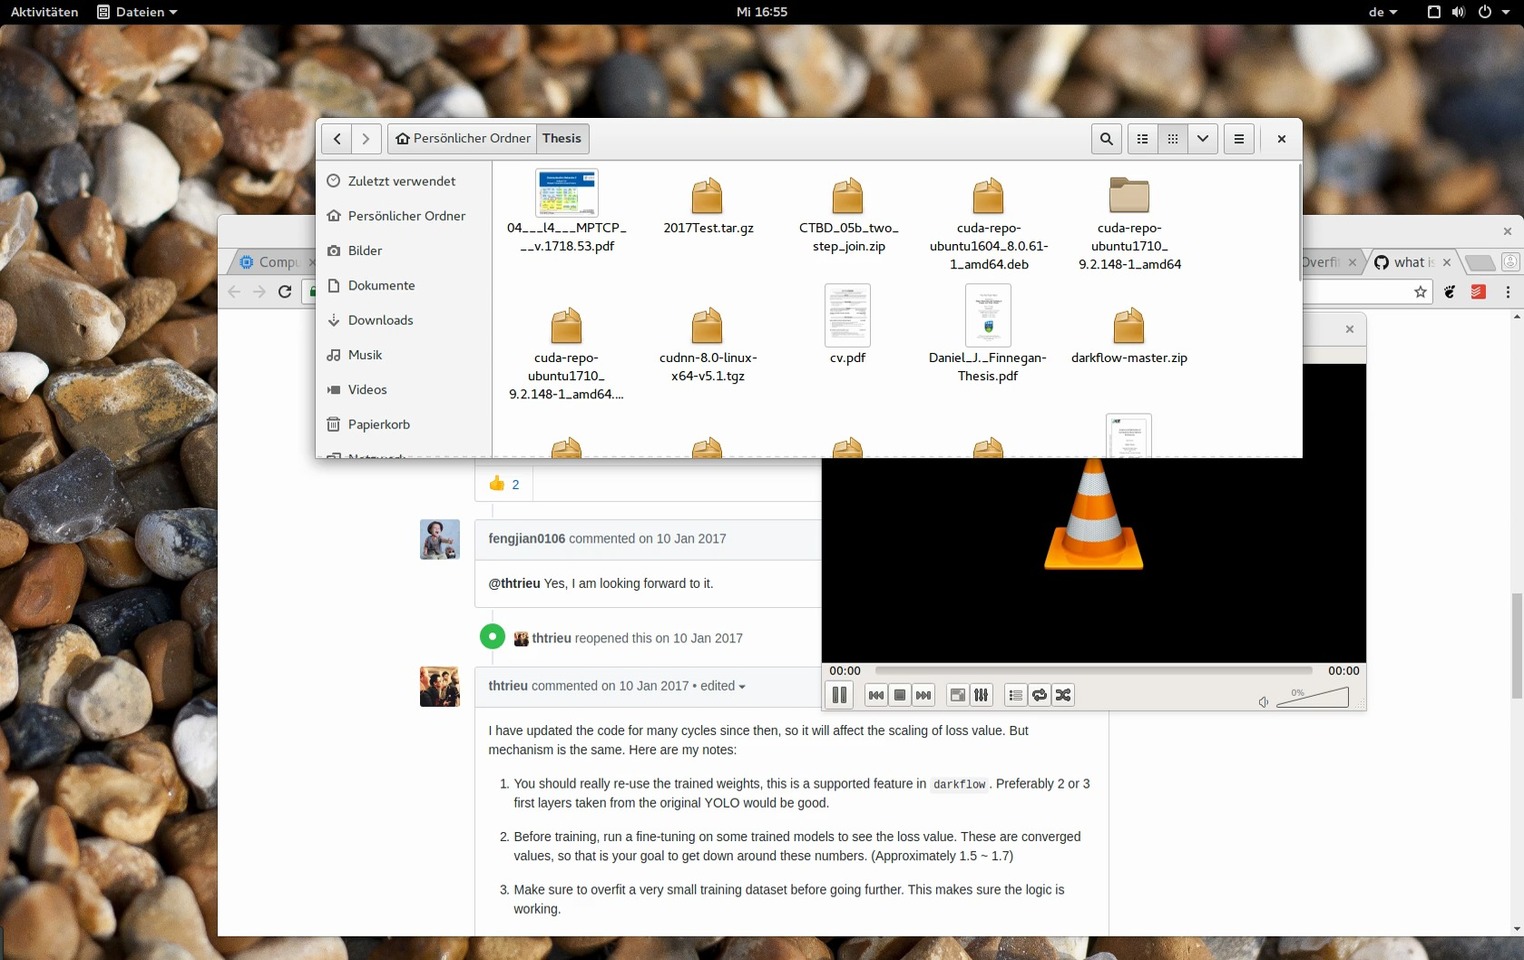 Aktivitäten
Dateien
Mi 16:55
de
Persönlicher Ordner
Thesis
Zuletzt verwendet
Persönlicher Ordner
Bilder
Dokumente
Downloads
Musik
Videos
Papierkorb
04___l4___MPTCP_
__v.1718.53.pdf
2017Test.tar.gz
CTBD_05b_two_
step_join.zip
cuda-repo-
ubuntu1604_8.0.61-
1_amd64.deb
cuda-repo-
ubuntu1710_
9.2.148-1_amd64
cuda-repo-
ubuntu1710_
9.2.148-1_amd64....
cudnn-8.0-linux-
x64-v5.1.tgz
cv.pdf
Daniel_J._Finnegan-
Thesis.pdf
darkflow-master.zip
Compu
Overfi
what is
2
fengjian0106 commented on 10 Jan 2017
@thtrieu Yes, I am looking forward to it.
thtrieu reopened this on 10 Jan 2017
thtrieu commented on 10 Jan 2017 • edited
I have updated the code for many cycles since then, so it will affect the scaling of loss value. But
mechanism is the same. Here are my notes:
1. You should really re-use the trained weights, this is a supported feature in darkflow . Preferably 2 or 3
first layers taken from the original YOLO would be good.
2. Before training, run a fine-tuning on some trained models to see the loss value. These are converged
values, so that is your goal to get down around these numbers. (Approximately 1.5 ~ 1.7)
3. Make sure to overfit a very small training dataset before going further. This makes sure the logic is
working.
00:00
00:00
0%